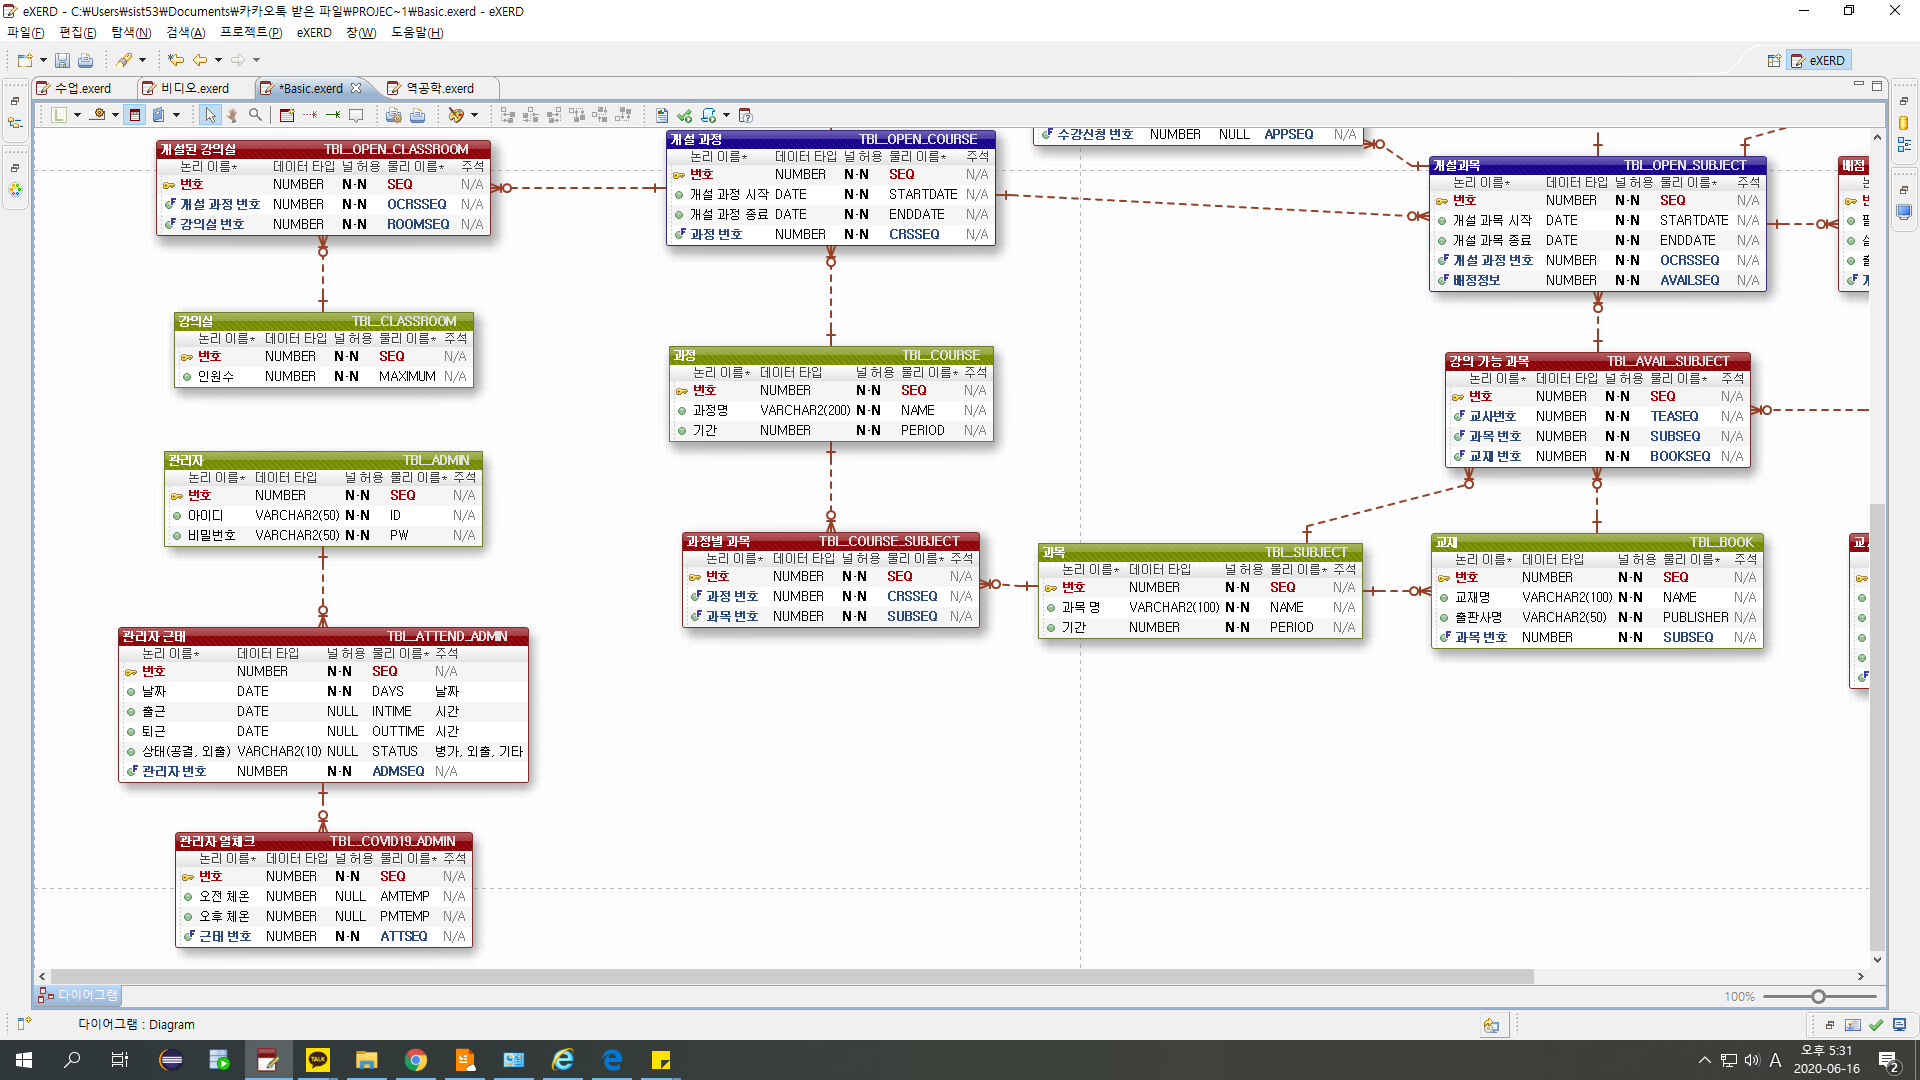 eXERD - C:₩Users₩sist53₩Documents₩카카오톡 받은 파일₩PROJEC~1₩Basic.exerd - eXERD
파일(F) 편집(E) 탐색(N) 검색(A) 프로젝트(P) eXERD 창(W) 도움말(H)
eXERD
수업.exerd 비디오.exerd *Basic.exerd 역공학.exerd
개설된 강의실 TBL_OPEN_CLASSROOM
논리 이름* 데이터 타입 널 허용 물리 이름* 주석
번호 NUMBER N-N SEQ N/A
개설 과정 번호 NUMBER N-N OCRSSEQ N/A
강의실 번호 NUMBER N-N ROOMSEQ N/A
개설 과정 TBL_OPEN_COURSE
논리 이름* 데이터 타입 널 허용 물리 이름* 주석
번호 NUMBER N-N SEQ N/A
개설 과정 시작 DATE N-N STARTDATE N/A
개설 과정 종료 DATE N-N ENDDATE N/A
과정 번호 NUMBER N-N CRSSEQ N/A
수강신청 번호 NUMBER NULL APPSEQ N/A
개설과목 TBL_OPEN_SUBJECT
논리 이름* 데이터 타입 널 허용 물리 이름* 주석
번호 NUMBER N-N SEQ N/A
개설 과목 시작 DATE N-N STARTDATE N/A
개설 과목 종료 DATE N-N ENDDATE N/A
개설 과정 번호 NUMBER N-N OCRSSEQ N/A
배정정보 NUMBER N-N AVAILSEQ N/A
배점
강의실 TBL_CLASSROOM
논리 이름* 데이터 타입 널 허용 물리 이름* 주석
번호 NUMBER N-N SEQ N/A
인원수 NUMBER N-N MAXIMUM N/A
과정 TBL_COURSE
논리 이름* 데이터 타입 널 허용 물리 이름* 주석
번호 NUMBER N-N SEQ N/A
과정명 VARCHAR2(200) N-N NAME N/A
기간 NUMBER N-N PERIOD N/A
강의 가능 과목 TBL_AVAIL_SUBJECT
논리 이름* 데이터 타입 널 허용 물리 이름* 주석
번호 NUMBER N-N SEQ N/A
교사번호 NUMBER N-N TEASEQ N/A
과목 번호 NUMBER N-N SUBSEQ N/A
교재 번호 NUMBER N-N BOOKSEQ N/A
관리자 TBL_ADMIN
논리 이름* 데이터 타입 널 허용 물리 이름* 주석
번호 NUMBER N-N SEQ N/A
아이디 VARCHAR2(50) N-N ID N/A
비밀번호 VARCHAR2(50) N-N PW N/A
과정별 과목 TBL_COURSE_SUBJECT
논리 이름* 데이터 타입 널 허용 물리 이름* 주석
번호 NUMBER N-N SEQ N/A
과정 번호 NUMBER N-N CRSSEQ N/A
과목 번호 NUMBER N-N SUBSEQ N/A
과목 TBL_SUBJECT
논리 이름* 데이터 타입 널 허용 물리 이름* 주석
번호 NUMBER N-N SEQ N/A
과목 명 VARCHAR2(100) N-N NAME N/A
기간 NUMBER N-N PERIOD N/A
교재 TBL_BOOK
논리 이름* 데이터 타입 널 허용 물리 이름* 주석
번호 NUMBER N-N SEQ N/A
교재명 VARCHAR2(100) N-N NAME N/A
출판사명 VARCHAR2(50) N-N PUBLISHER N/A
과목 번호 NUMBER N-N SUBSEQ N/A
관리자 근태 TBL_ATTEND_ADMIN
논리 이름* 데이터 타입 널 허용 물리 이름* 주석
번호 NUMBER N-N SEQ N/A
날짜 DATE N-N DAYS 날짜
출근 DATE NULL INTIME 시간
퇴근 DATE NULL OUTTIME 시간
상태(공결, 외출) VARCHAR2(10) NULL STATUS 병가, 외출, 기타
관리자 번호 NUMBER N-N ADMSEQ N/A
관리자 열체크 TBL_COVID19_ADMIN
논리 이름* 데이터 타입 널 허용 물리 이름* 주석
번호 NUMBER N-N SEQ N/A
오전 체온 NUMBER NULL AMTEMP N/A
오후 체온 NUMBER NULL PMTEMP N/A
근태 번호 NUMBER N-N ATTSEQ N/A
다이어그램
100%
다이어그램 : Diagram
TALK
A
오후 5:31
2020-06-16
2